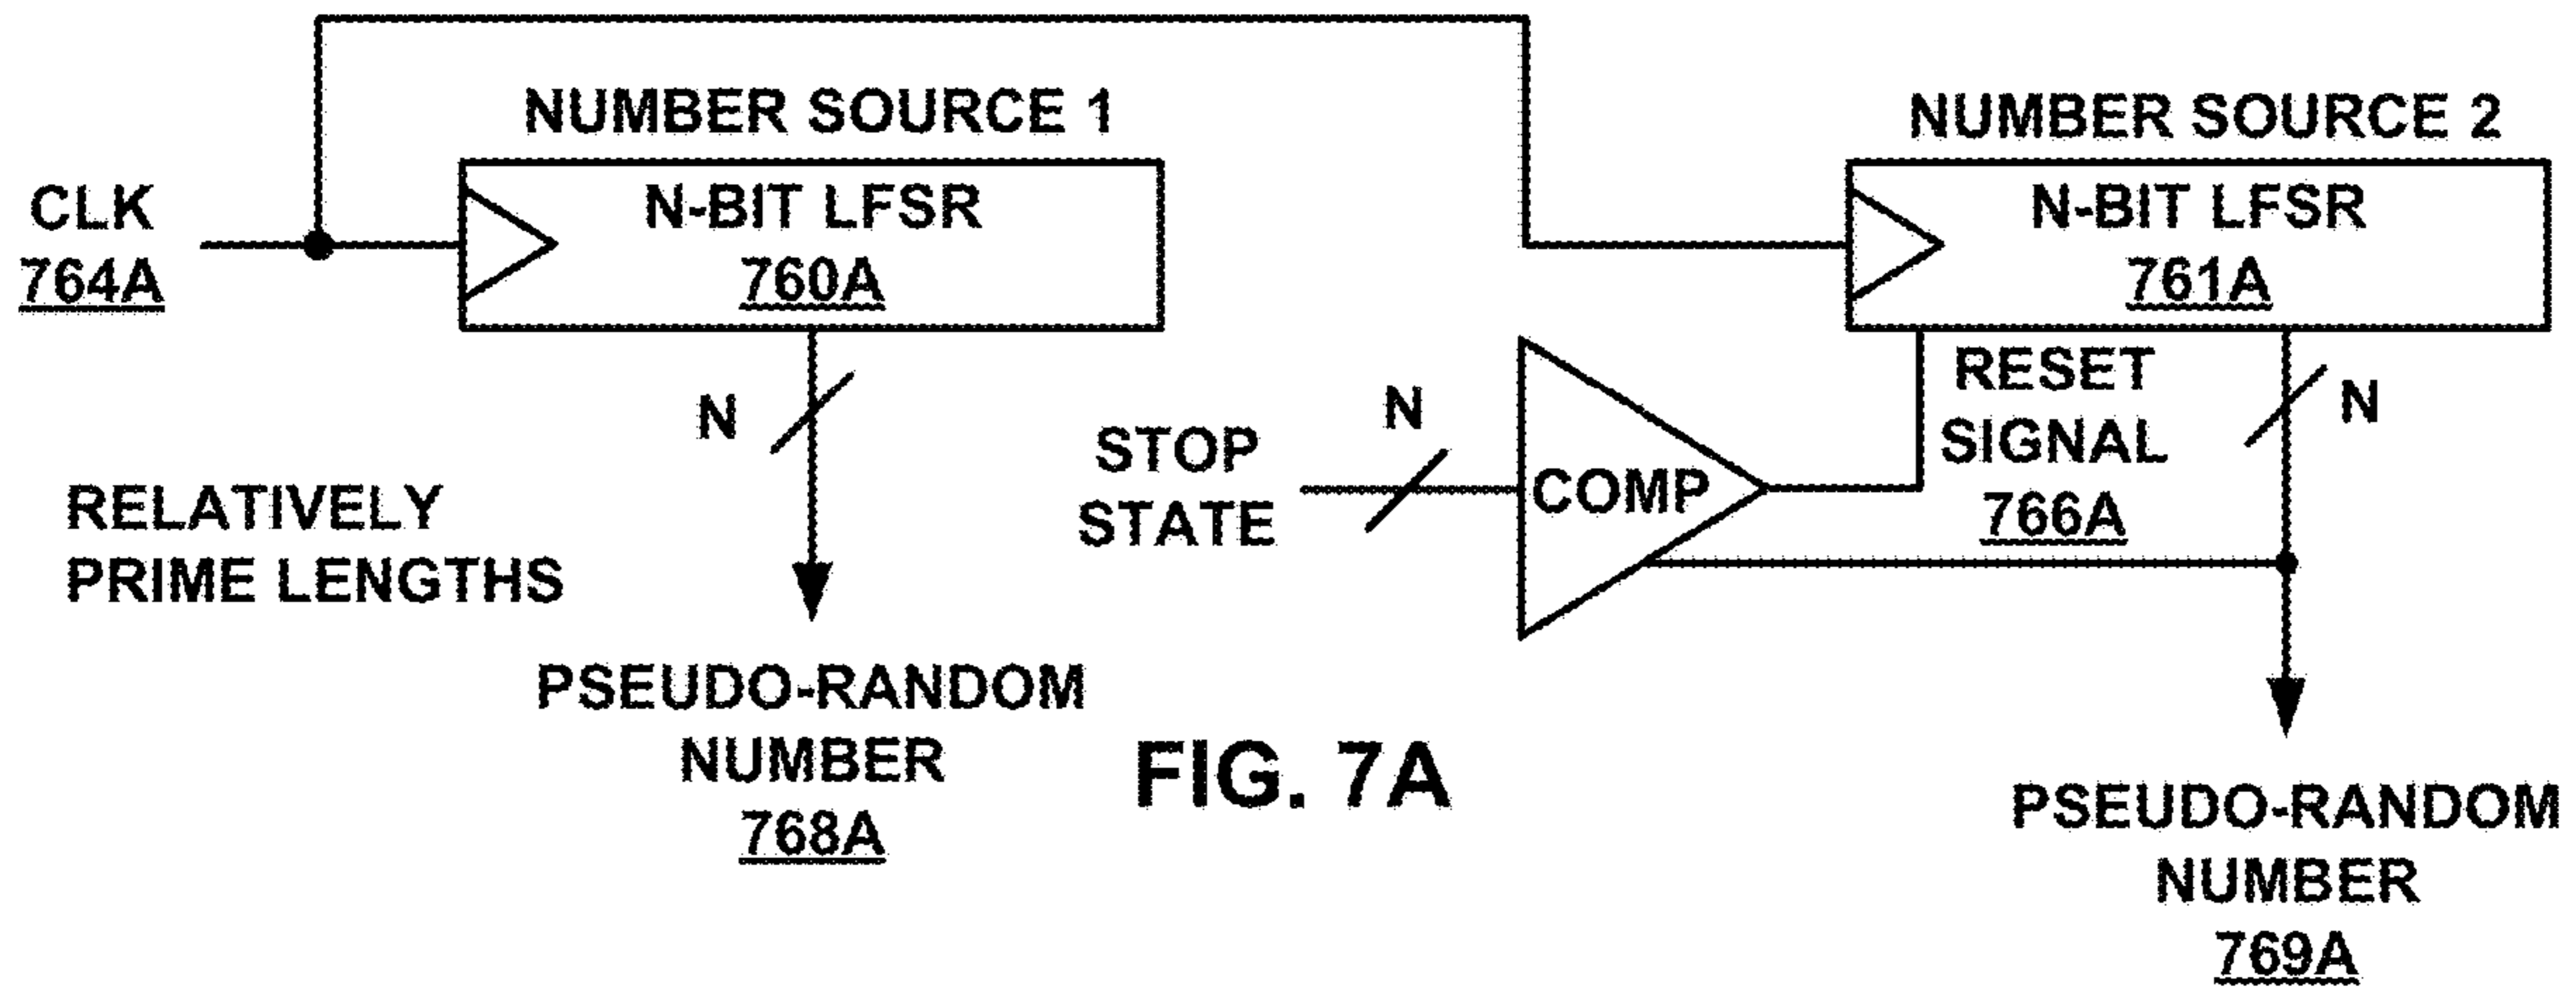 NUMBER SOURCE 1
CLK
764A
N-BIT LFSR
760A
N
RELATIVELY
PRIME LENGTHS
PSEUDO-RANDOM
NUMBER
768A
NUMBER SOURCE 2
N-BIT LFSR
761A
STOP
STATE
N
COMP
RESET
SIGNAL
766A
N
PSEUDO-RANDOM
NUMBER
769A
FIG. 7A